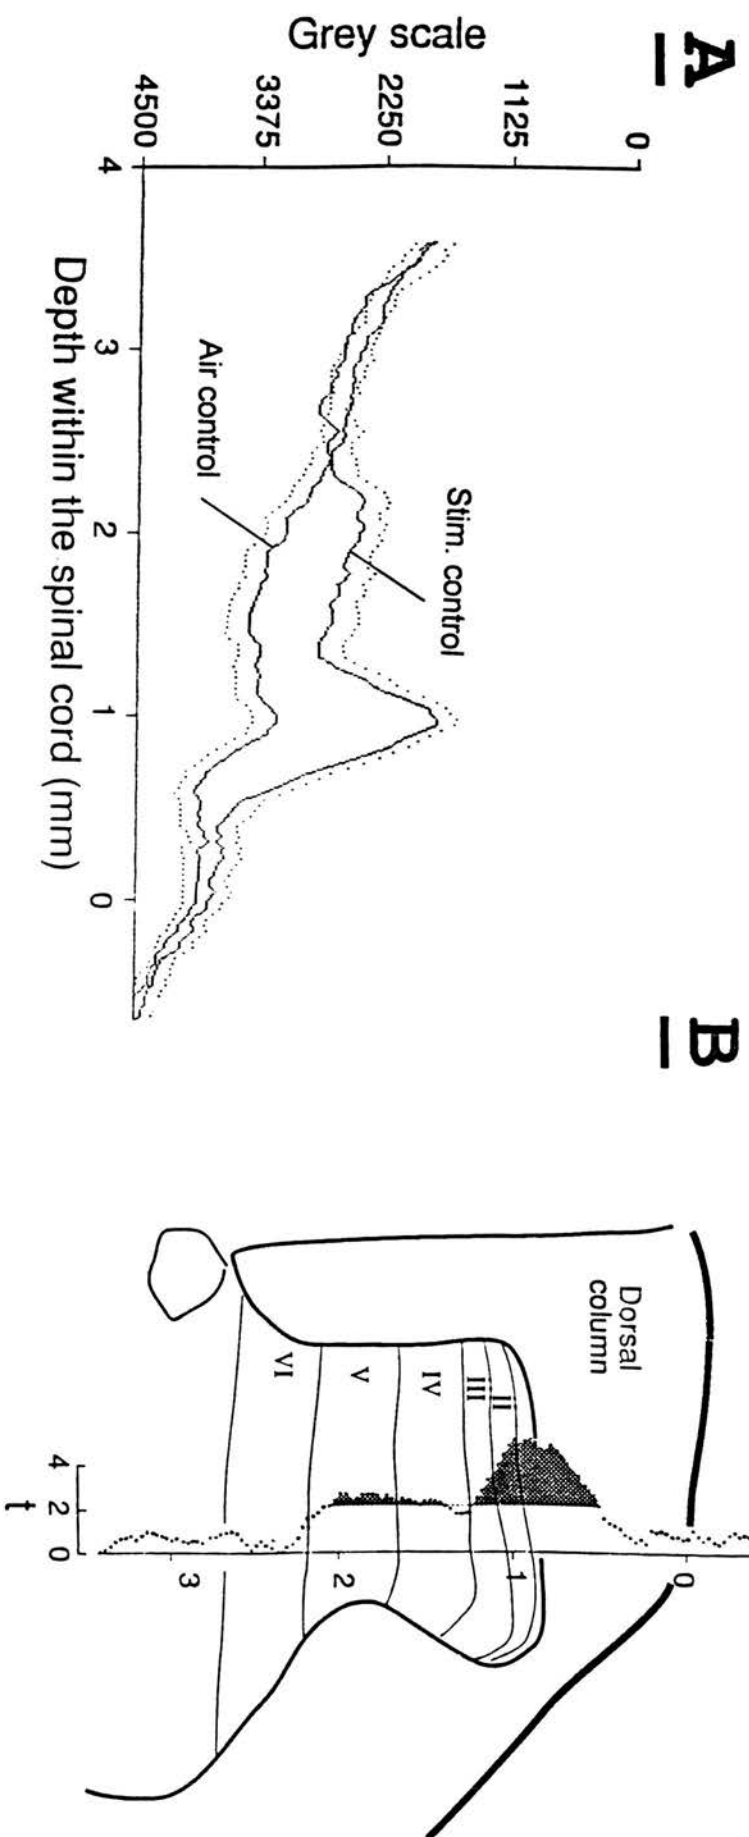 A
Grey scale
0
1125
2250
3375
4500
4
3
2
1
0
Stim. control
Air control
Depth within the spinal cord (mm)
B
Dorsal
column
II
III
IV
V
VI
0
1
2
3
4 2 0
t